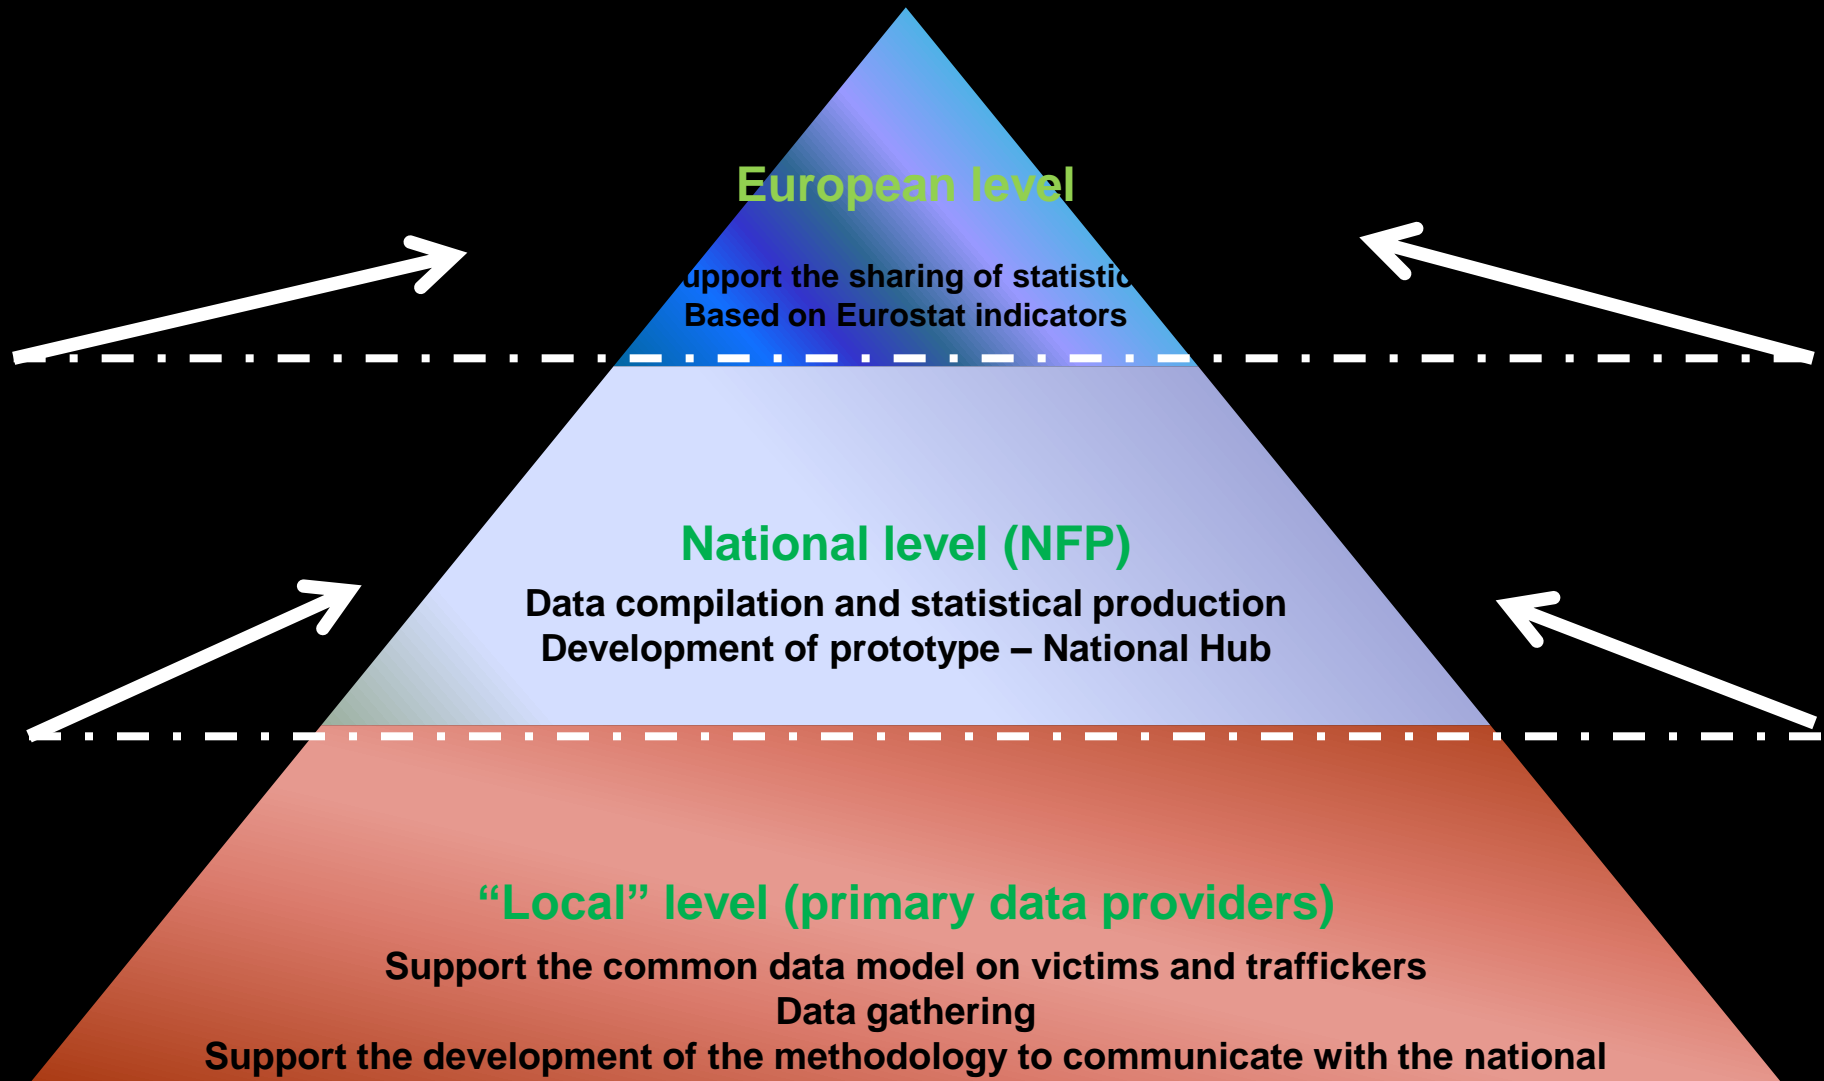 European level
upport the sharing of statistic
Based on Eurostat indicators
National level (NFP)
Data compilation and statistical production
Development of prototype – National Hub
“Local” level (primary data providers)
Support the common data model on victims and traffickers
Data gathering
Support the development of the methodology to communicate with the national